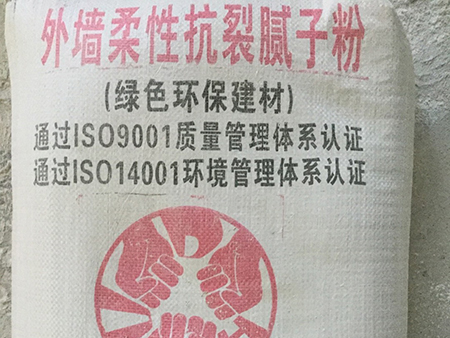 外墙柔性抗裂腻子粉
(绿色环保建材)
通过ISO9001质量管理体系认证
通过ISO14001环境管理体系认证